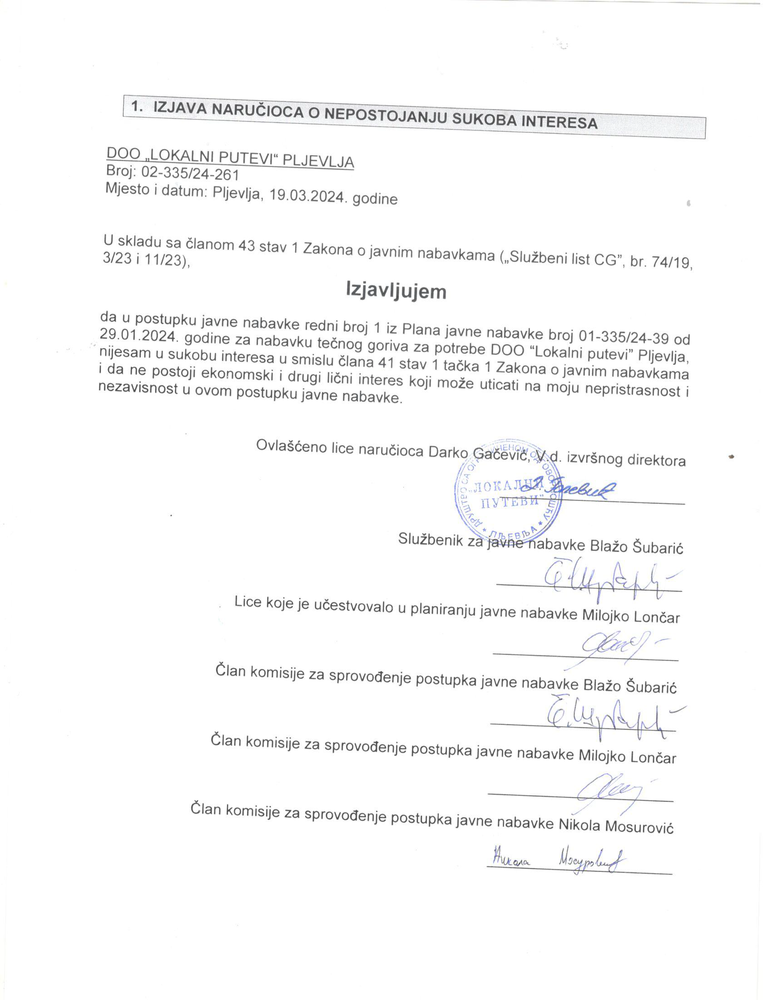 1. IZJAVA NARUČIOCA O NEPOSTOJANJU SUKOBA INTERESA
DOO „LOKALNI PUTEVI“ PLJEVLJA
Broj: 02-335/24-261
Mjesto i datum: Pljevlja, 19.03.2024. godine
U skladu sa članom 43 stav 1 Zakona o javnim nabavkama („Službeni list CG”, br. 74/19,
3/23 i 11/23),
Izjavljujem
da u postupku javne nabavke redni broj 1 iz Plana javne nabavke broj 01-335/24-39 od
29.01.2024. godine za nabavku tečnog goriva za potrebe DOO “Lokalni putevi” Pljevlja,
nijesam u sukobu interesa u smislu člana 41 stav 1 tačka 1 Zakona o javnim nabavkama
i da ne postoji ekonomski i drugi lični interes koji može uticati na moju nepristrasnost i
nezavisnost u ovom postupku javne nabavke.
Ovlašćeno lice naručioca Darko Gačević, V.d. izvršnog direktora
ДРУШТВО СА ОГРАНИЧЕНОМ ОДГОВОРНОШЋУ
„ЛОКАЛНИ
ПУТЕВИ”
* ПЉЕВЉА *
Službenik za javne nabavke Blažo Šubarić
Lice koje je učestvovalo u planiranju javne nabavke Milojko Lončar
Član komisije za sprovođenje postupka javne nabavke Blažo Šubarić
Član komisije za sprovođenje postupka javne nabavke Milojko Lončar
Član komisije za sprovođenje postupka javne nabavke Nikola Mosurović
Никола Мосуровић